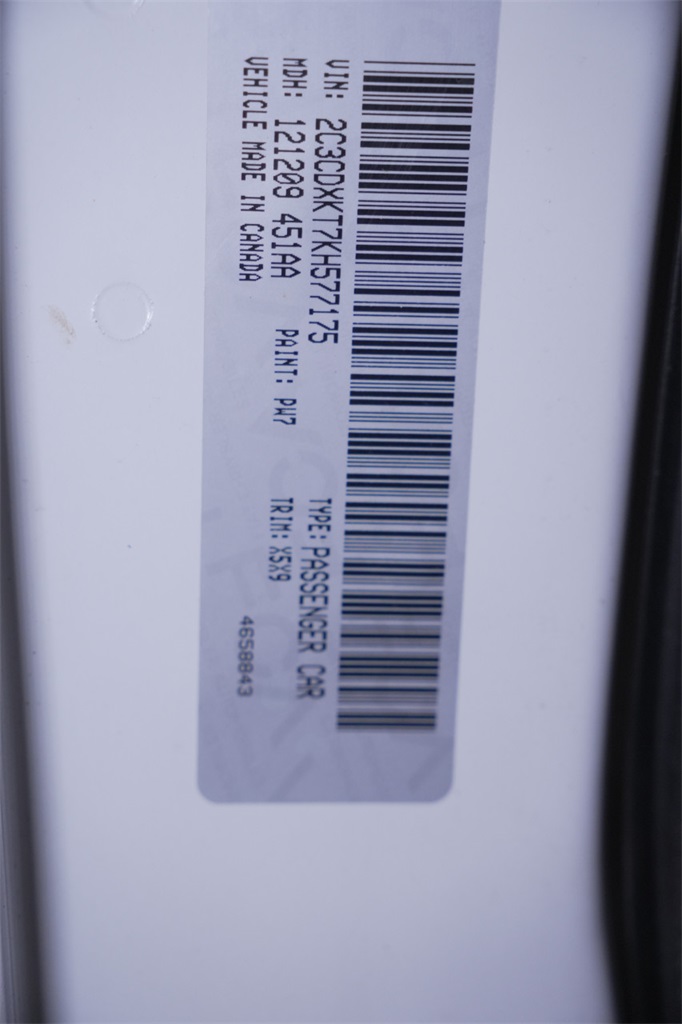 VIN: 2C3CDXKT7KH577175 TYPE: PASSENGER CAR
MDH: 121209 451AA PAINT: PW7 TRIM: X5X9
VEHICLE MADE IN CANADA 4658843